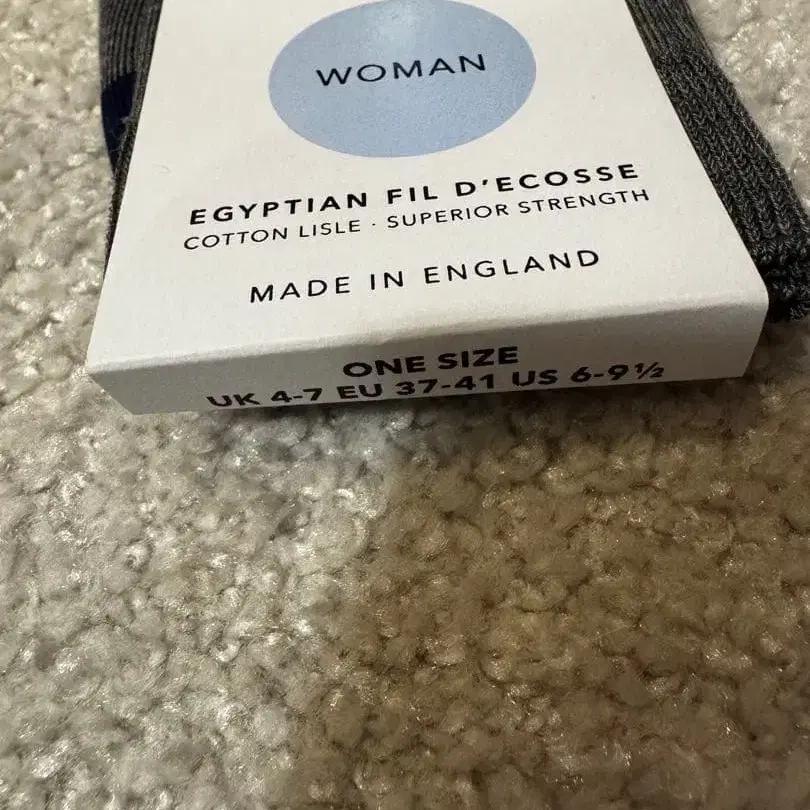 WOMAN
EGYPTIAN FIL D'ECOSSE
COTTON LISLE · SUPERIOR STRENGTH
MADE IN ENGLAND
ONE SIZE
UK 4-7 EU 37-41 US 6-9½